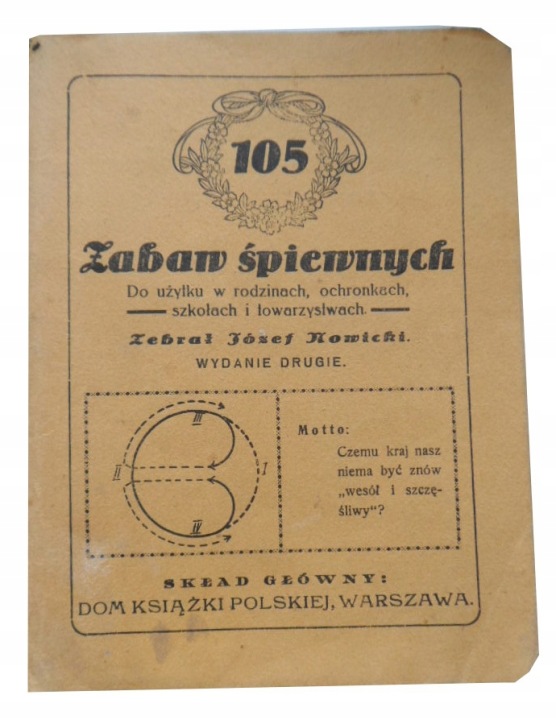 105
Zabaw śpiewnych
Do użytku w rodzinach, ochronkach,
szkołach i towarzystwach.
Zebrał Józef Nowicki.
WYDANIE DRUGIE.
III
II
I
IV
Motto:
Czemu kraj nasz
niema być znów
„wesół i szczę-
śliwy“?
SKŁAD GŁÓWNY:
DOM KSIĄŻKI POLSKIEJ, WARSZAWA.